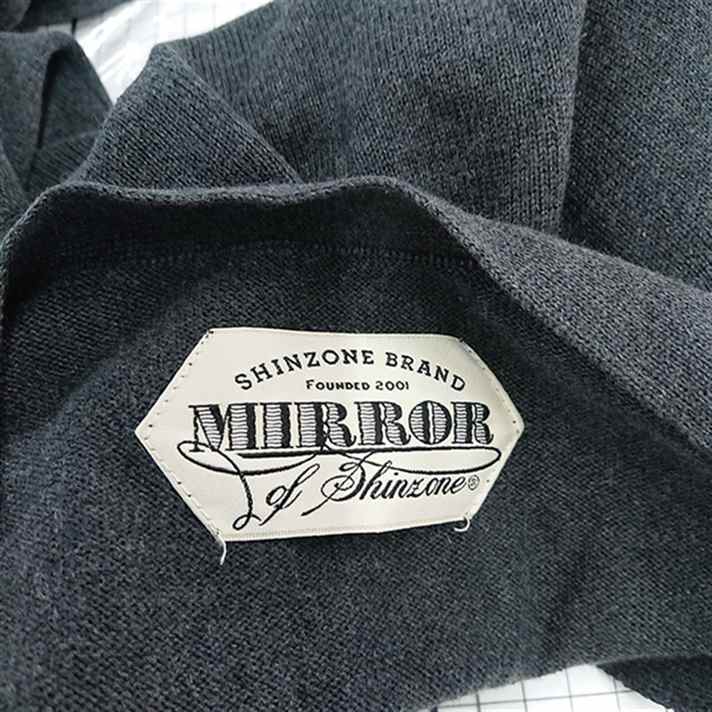 SHINZONE BRAND
FOUNDED 2001
MIRROR
of Shinzone®